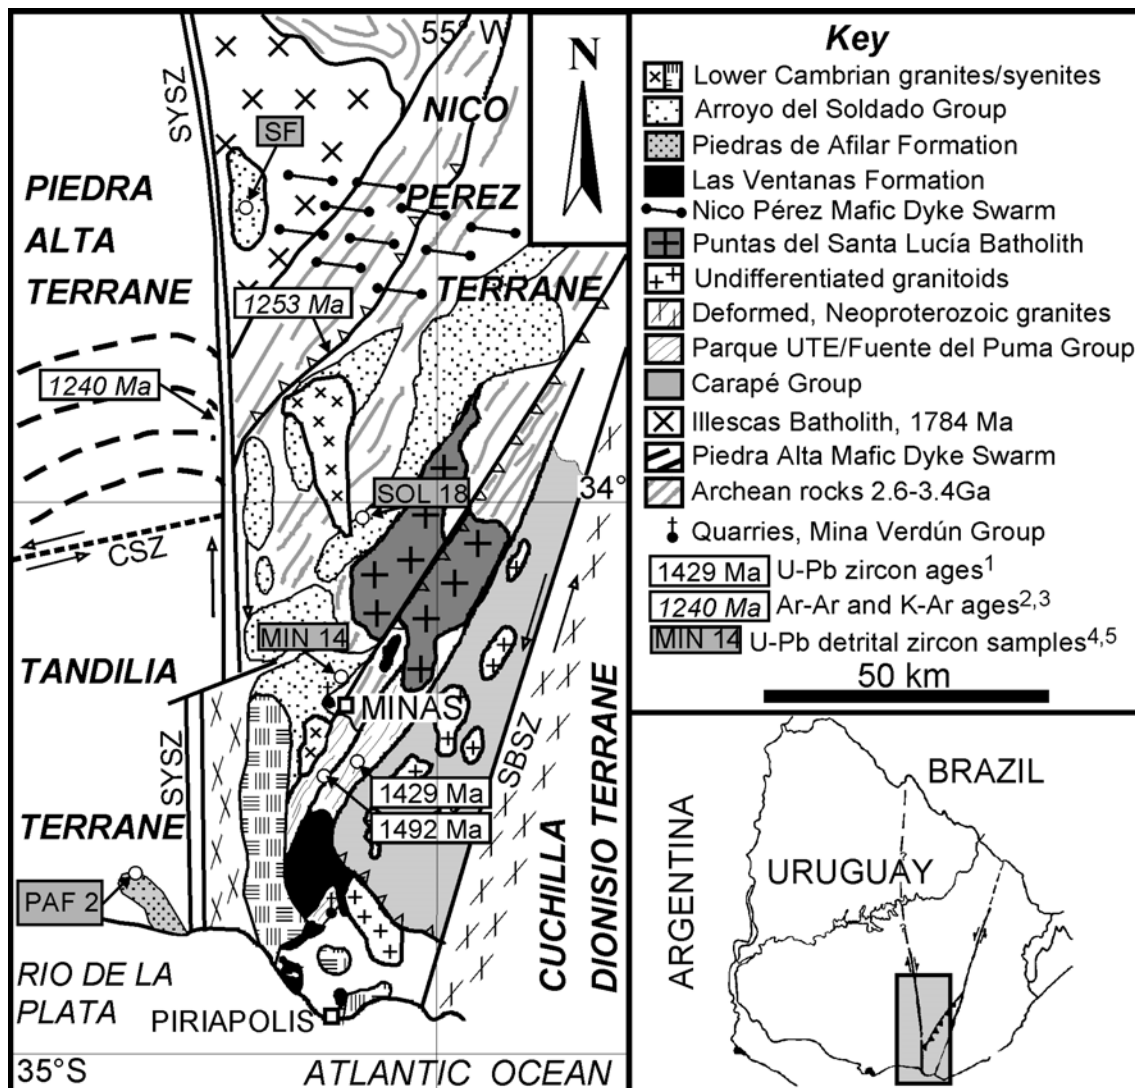 55° W
N
SYSZ
SF
NICO
PEREZ
TERRANE
PIEDRA
ALTA
TERRANE
1253 Ma
1240 Ma
SOL 18
34°
CSZ
MIN 14
TANDILIA
MINAS
SYSZ
SBSZ
1429 Ma
1492 Ma
TERRANE
CUCHILLA
DIONISIO TERRANE
PAF 2
RIO DE LA
PLATA
PIRIAPOLIS
35°S
ATLANTIC OCEAN
Key
Lower Cambrian granites/syenites
Arroyo del Soldado Group
Piedras de Afilar Formation
Las Ventanas Formation
Nico Pérez Mafic Dyke Swarm
Puntas del Santa Lucía Batholith
Undifferentiated granitoids
Deformed, Neoproterozoic granites
Parque UTE/Fuente del Puma Group
Carapé Group
Illescas Batholith, 1784 Ma
Piedra Alta Mafic Dyke Swarm
Archean rocks 2.6-3.4Ga
Quarries, Mina Verdún Group
1429 Ma U-Pb zircon ages¹
1240 Ma Ar-Ar and K-Ar ages²,³
MIN 14 U-Pb detrital zircon samples⁴,⁵
50 km
BRAZIL
URUGUAY
ARGENTINA